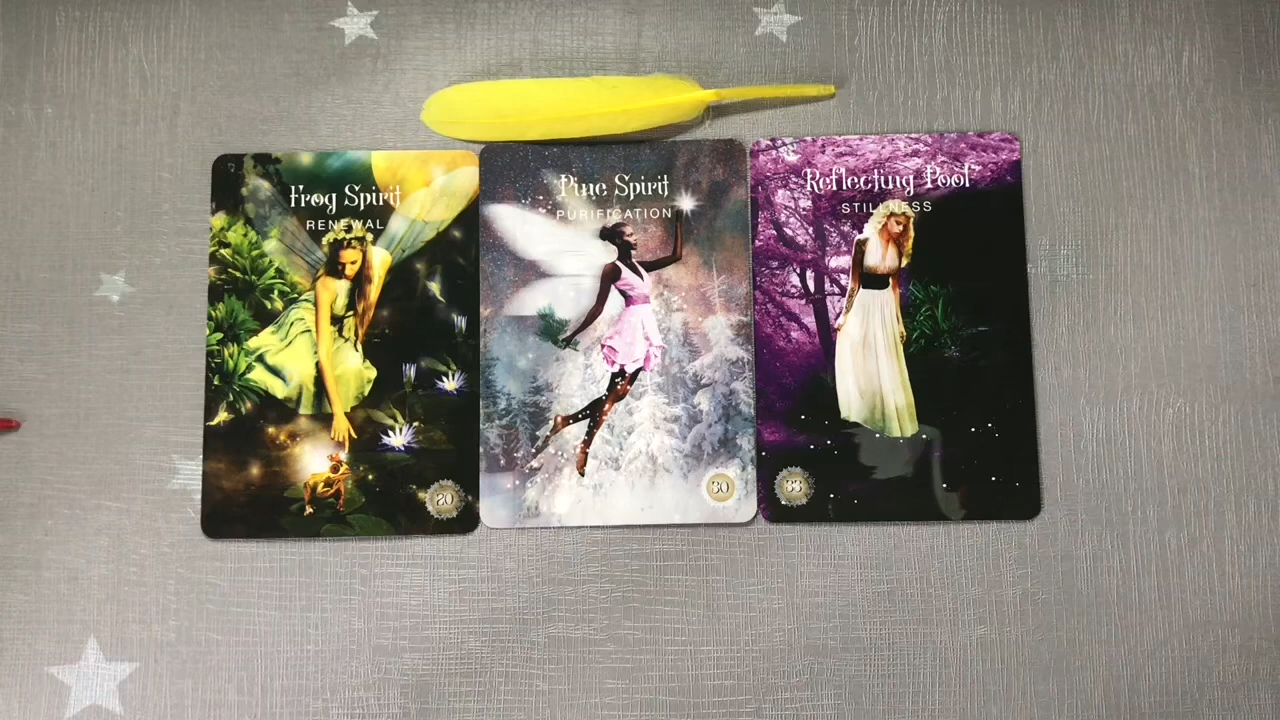 Frog Spirit
RENEWAL
20
Pine Spirit
PURIFICATION
30
Reflecting Pool
STILLNESS
33